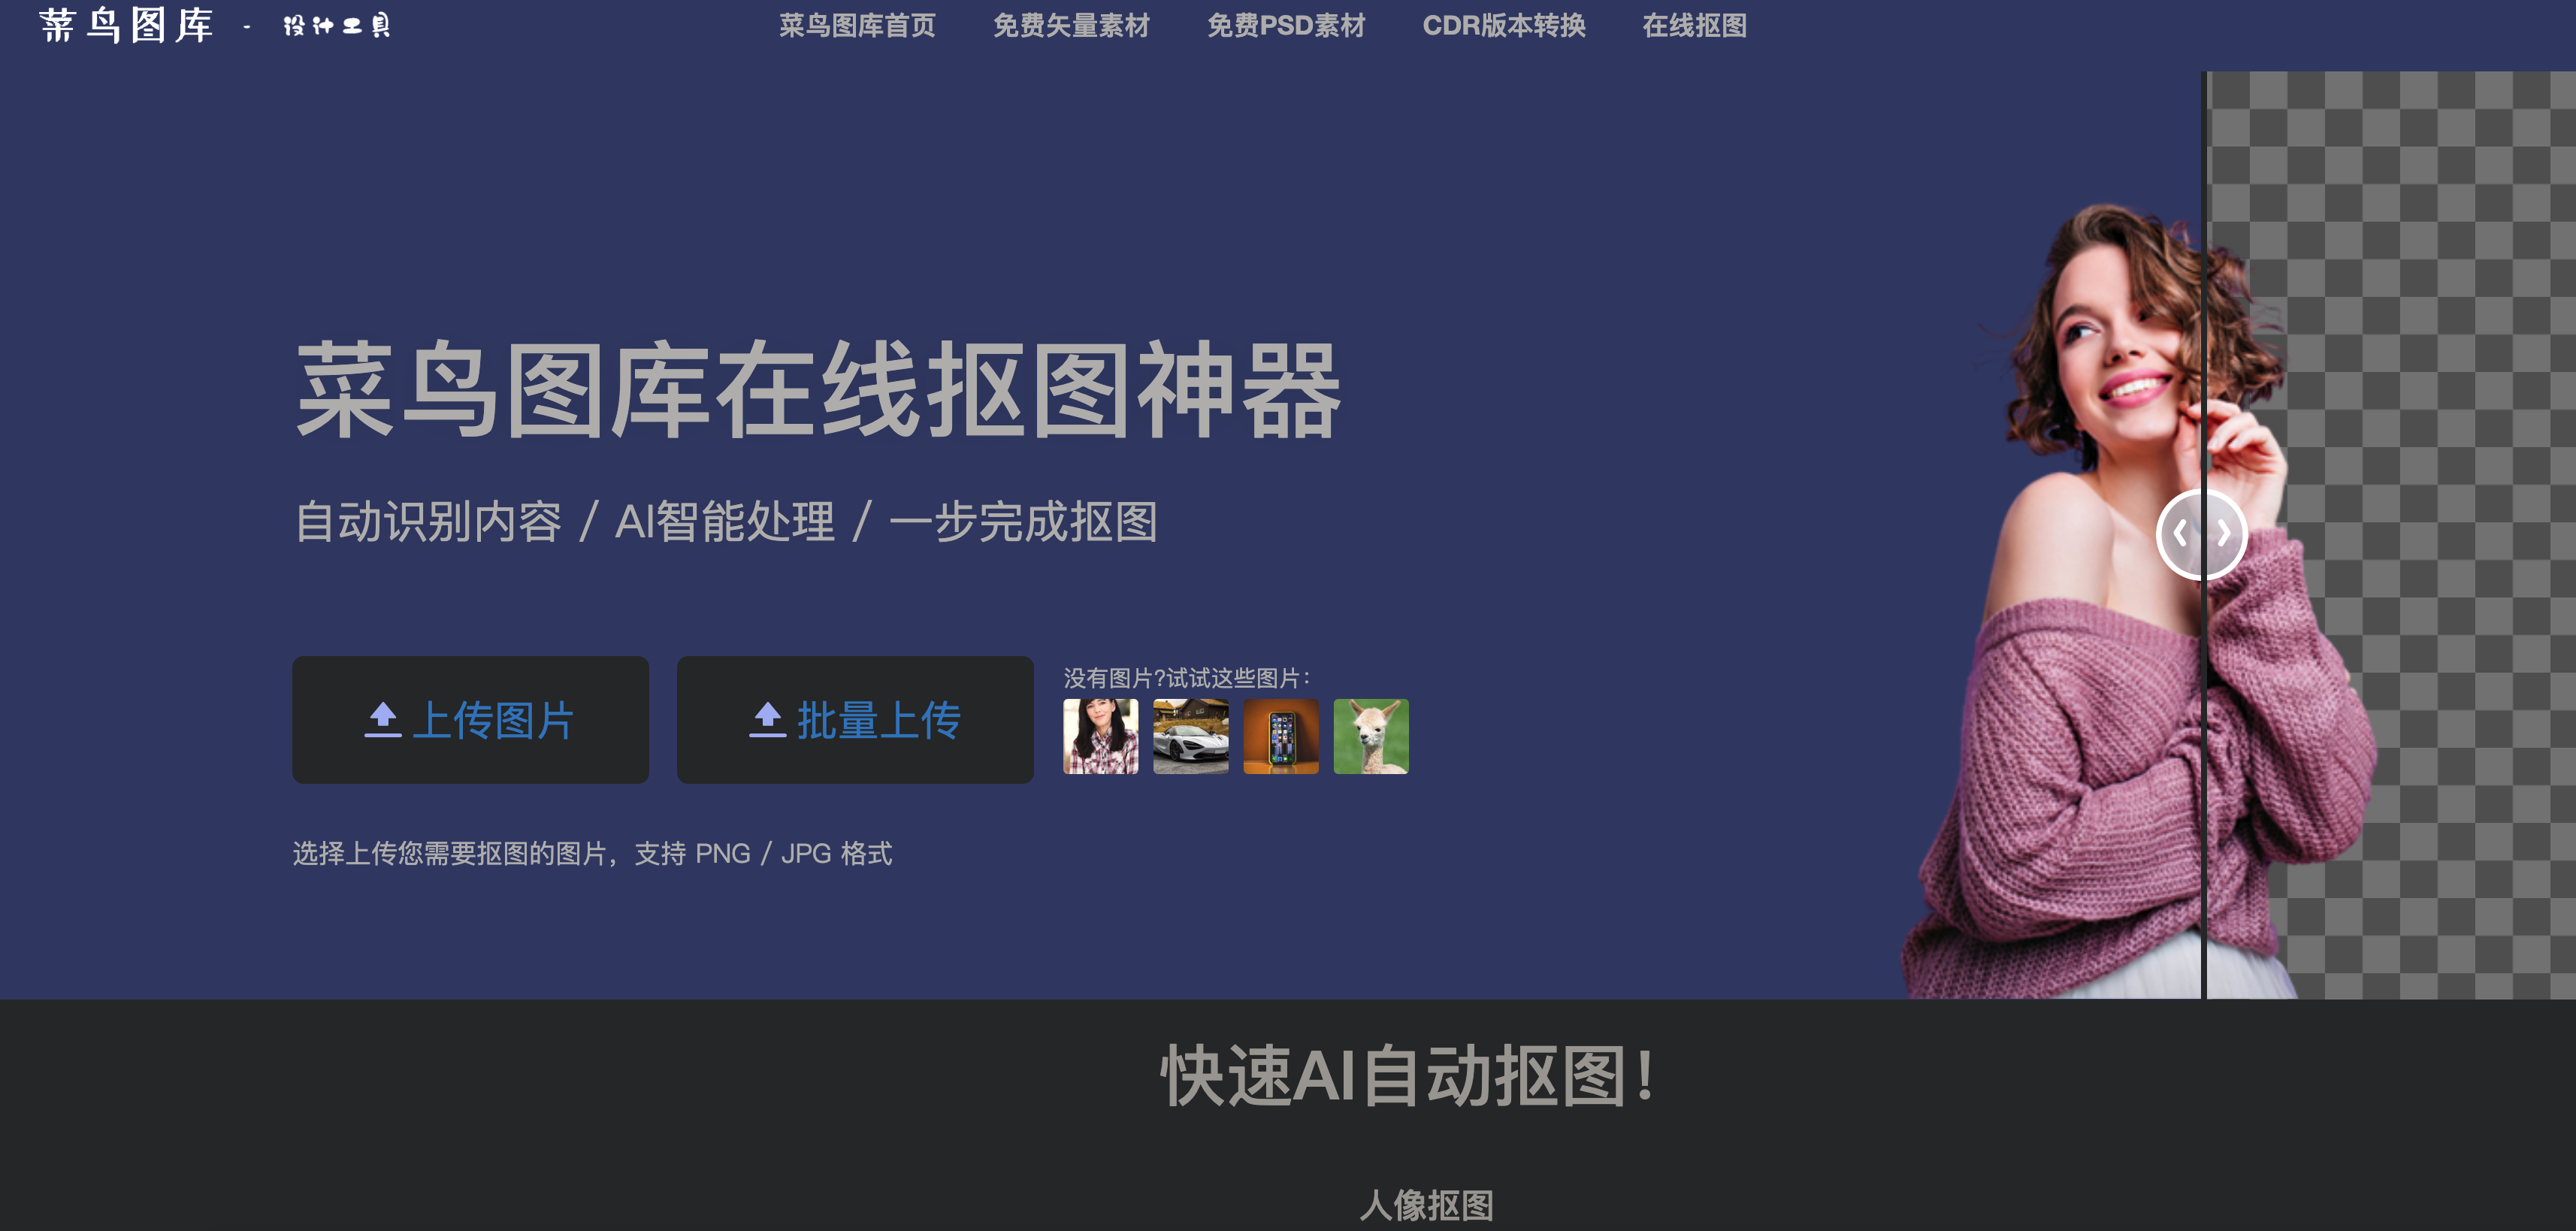 菜鸟图库 - 设计工具
菜鸟图库首页 免费矢量素材 免费PSD素材 CDR版本转换 在线抠图
菜鸟图库在线抠图神器
自动识别内容 / AI智能处理 / 一步完成抠图
上传图片 批量上传
没有图片?试试这些图片:
选择上传您需要抠图的图片，支持 PNG / JPG 格式
快速AI自动抠图！
人像抠图